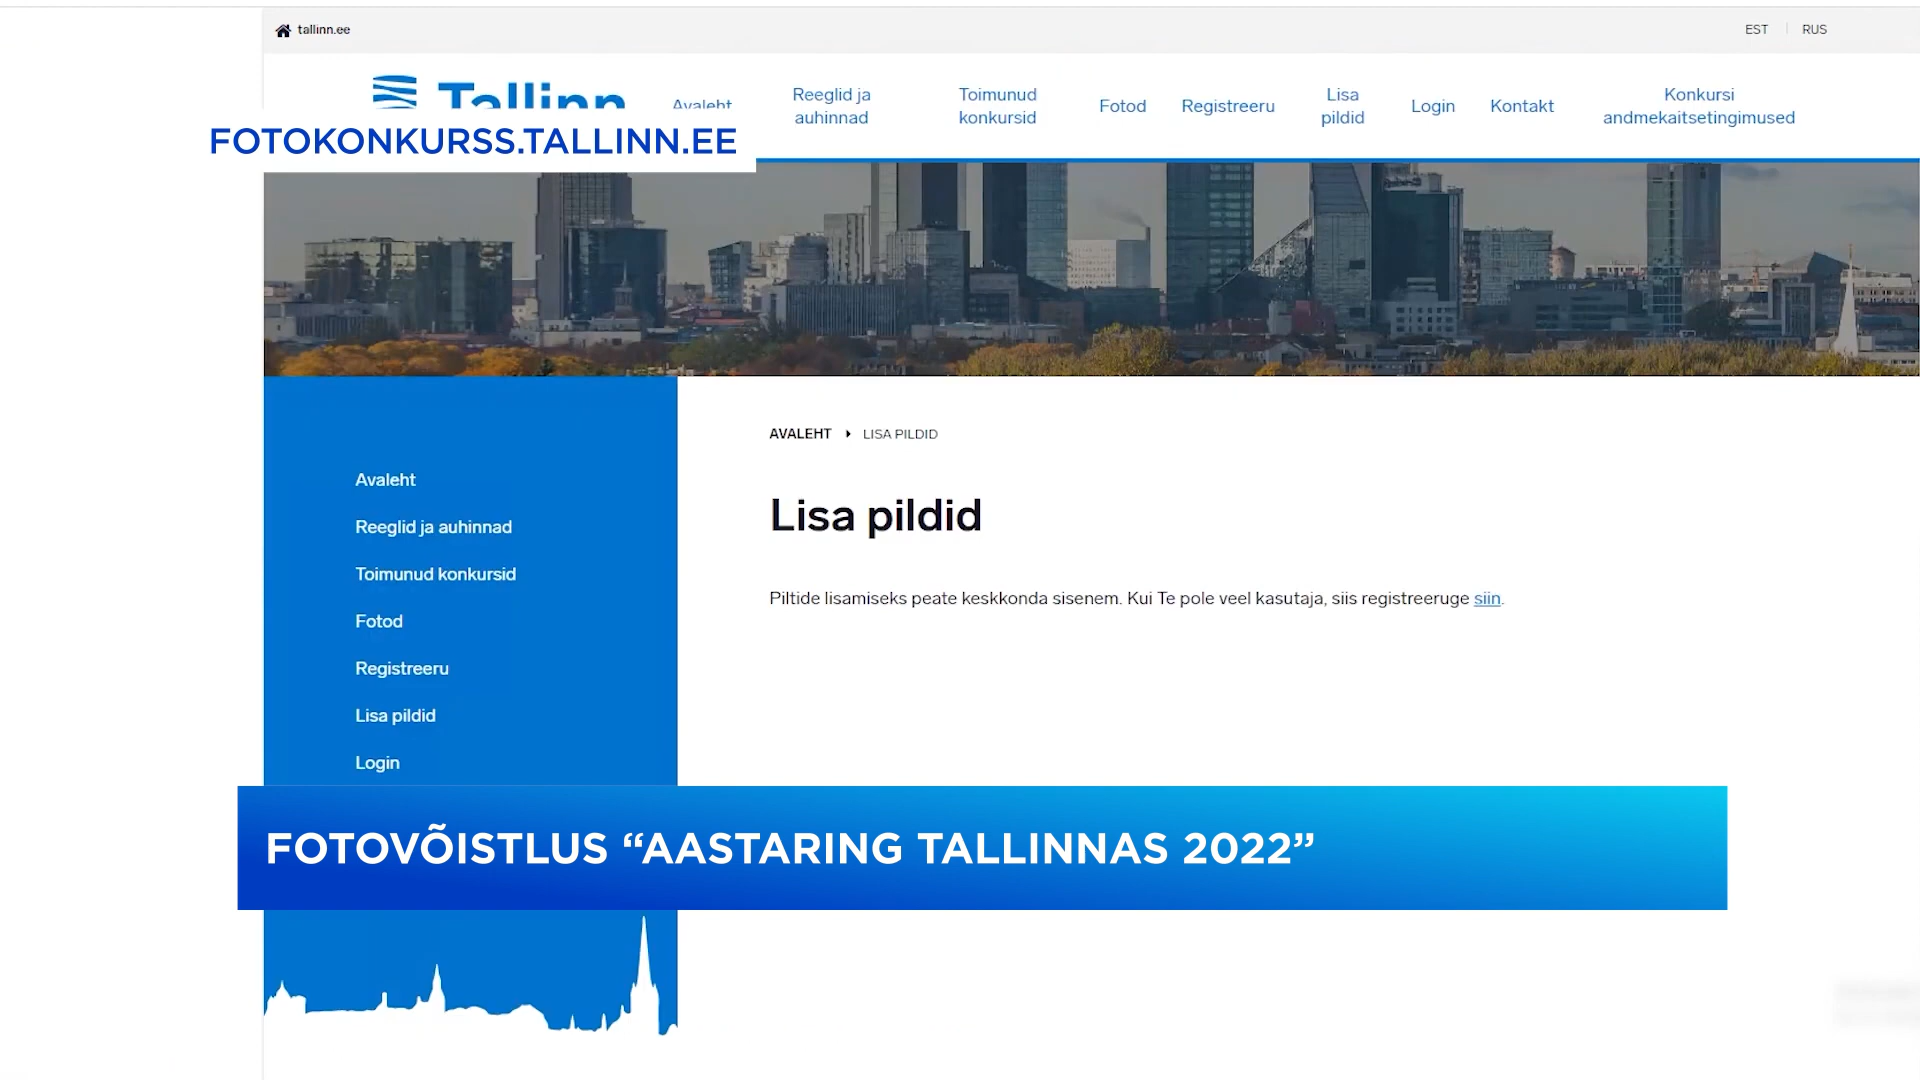 tallinn.ee
EST
RUS
Tallinn
Avaleht
Reeglid ja
auhinnad
Toimunud
konkursid
Fotod
Registreeru
Lisa
pildid
Login
Kontakt
Konkursi
andmekaitsetingimused
FOTOKONKURSS.TALLINN.EE
AVALEHT
LISA PILDID
Avaleht
Reeglid ja auhinnad
Toimunud konkursid
Fotod
Registreeru
Lisa pildid
Login
Lisa pildid
Piltide lisamiseks peate keskkonda sisenem. Kui Te pole veel kasutaja, siis registreeruge siin.
FOTOVÕISTLUS “AASTARING TALLINNAS 2022”